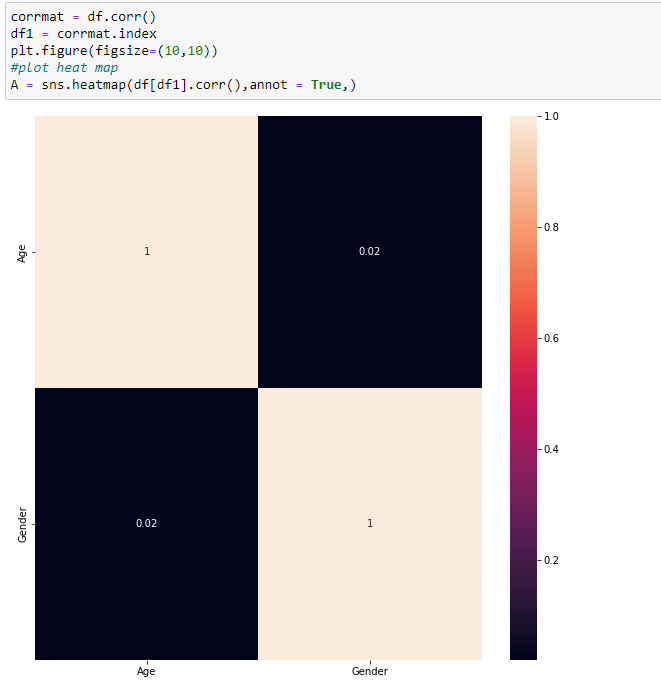 corrmat = df.corr()
df1 = corrmat.index
plt.figure(figsize=(10,10))
#plot heat map
A = sns.heatmap(df[df1].corr(),annot = True,)
1.0
0.8
0.6
0.4
0.2
Age
1
0.02
Gender
0.02
1
Age
Gender